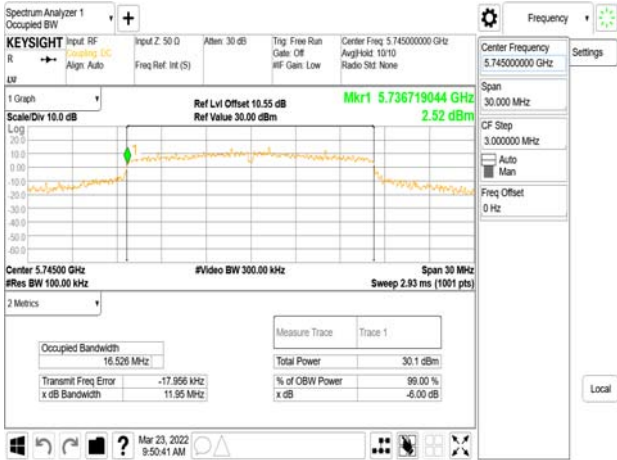 Spectrum Analyzer 1
Occupied BW
Frequency
KEYSIGHT Input: RF Input Z: 50 Ω Atten: 30 dB Trig: Free Run Center Freq: 5.745000000 GHz
R Coupling: DC Gate: Off Avg|Hold: 10/10
Align: Auto Freq Ref: Int (S) #IF Gain: Low Radio Std: None
LXI
Center Frequency
5.745000000 GHz
Settings
Span
30.000 MHz
CF Step
3.000000 MHz
Auto
Man
Freq Offset
0 Hz
Local
1 Graph
Scale/Div 10.0 dB
Ref Lvl Offset 10.55 dB
Ref Value 30.00 dBm
Mkr1 5.736719044 GHz
2.52 dBm
Log
20.0
10.0
0.00
-10.0
-20.0
-30.0
-40.0
-50.0
-60.0
1
Center 5.74500 GHz #Video BW 300.00 kHz Span 30 MHz
#Res BW 100.00 kHz Sweep 2.93 ms (1001 pts)
2 Metrics
Measure Trace Trace 1
Occupied Bandwidth
16.526 MHz Total Power 30.1 dBm
Transmit Freq Error -17.956 kHz % of OBW Power 99.00 %
x dB Bandwidth 11.95 MHz x dB -6.00 dB
? Mar 23, 2022
9:50:41 AM